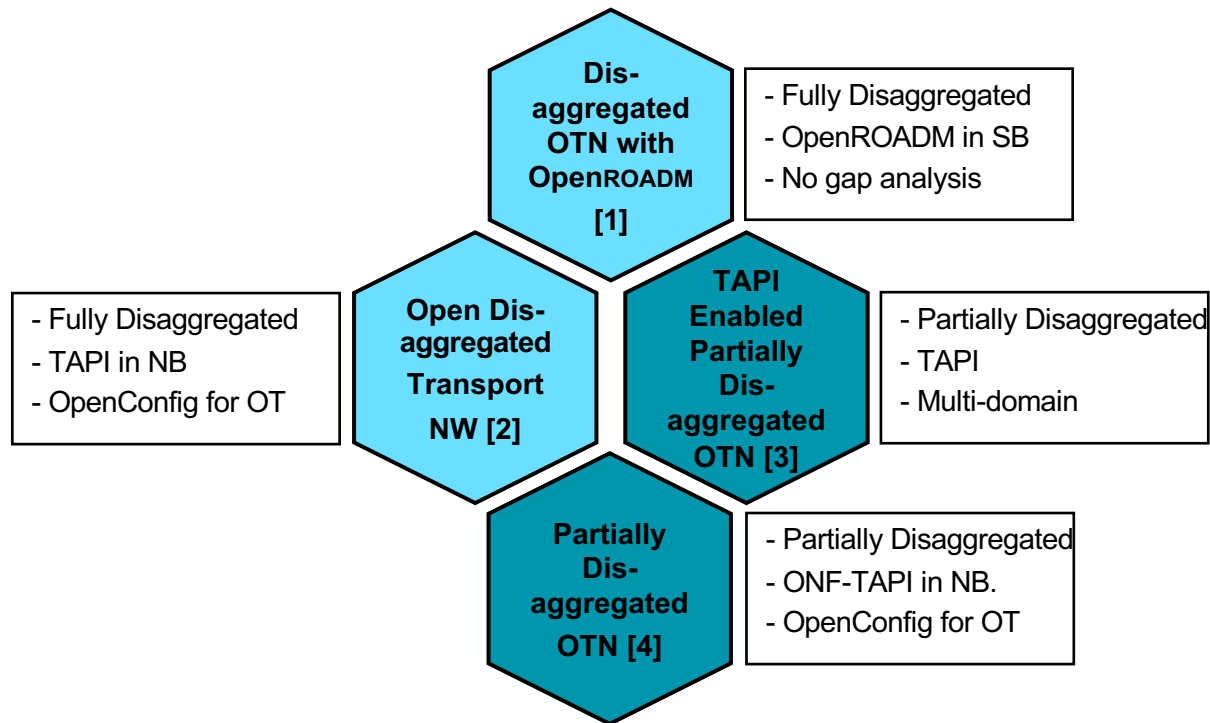 Dis-
aggregated
OTN with
OpenROADM
[1]
- Fully Disaggregated
- OpenROADM in SB
- No gap analysis
- Fully Disaggregated
- TAPI in NB
- OpenConfig for OT
Open Dis-
aggregated
Transport
NW [2]
TAPI
Enabled
Partially
Dis-
aggregated
OTN [3]
- Partially Disaggregated
- TAPI
- Multi-domain
Partially
Dis-
aggregated
OTN [4]
- Partially Disaggregated
- ONF-TAPI in NB.
- OpenConfig for OT